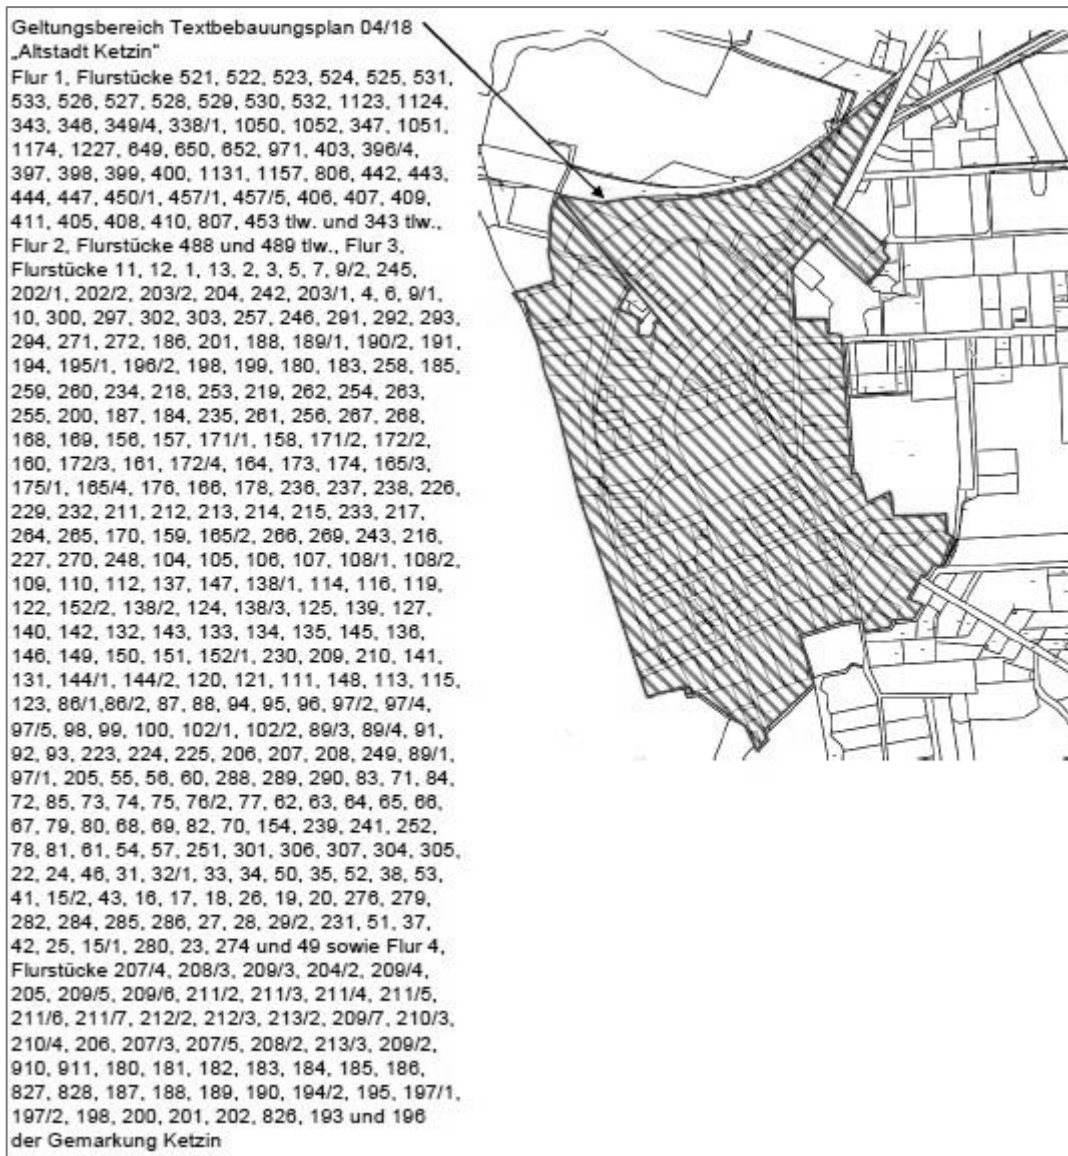 Geltungsbereich Textbebauungsplan 04/18
„Altstadt Ketzin"
Flur 1, Flurstücke 521, 522, 523, 524, 525, 531,
533, 526, 527, 528, 529, 530, 532, 1123, 1124,
343, 346, 349/4, 338/1, 1050, 1052, 347, 1051,
1174, 1227, 649, 650, 652, 971, 403, 396/4,
397, 398, 399, 400, 1131, 1157, 806, 442, 443,
444, 447, 450/1, 457/1, 457/5, 406, 407, 409,
411, 405, 408, 410, 807, 453 tlw. und 343 tlw.,
Flur 2, Flurstücke 488 und 489 tlw., Flur 3,
Flurstücke 11, 12, 1, 13, 2, 3, 5, 7, 9/2, 245,
202/1, 202/2, 203/2, 204, 242, 203/1, 4, 6, 9/1,
10, 300, 297, 302, 303, 257, 246, 291, 292, 293,
294, 271, 272, 186, 201, 188, 189/1, 190/2, 191,
194, 195/1, 196/2, 198, 199, 180, 183, 258, 185,
259, 260, 234, 218, 253, 219, 262, 254, 263,
255, 200, 187, 184, 235, 261, 256, 267, 268,
168, 169, 156, 157, 171/1, 158, 171/2, 172/2,
160, 172/3, 161, 172/4, 164, 173, 174, 165/3,
175/1, 165/4, 176, 166, 178, 236, 237, 238, 226,
229, 232, 211, 212, 213, 214, 215, 233, 217,
264, 265, 170, 159, 165/2, 266, 269, 243, 216,
227, 270, 248, 104, 105, 106, 107, 108/1, 108/2,
109, 110, 112, 137, 147, 138/1, 114, 116, 119,
122, 152/2, 138/2, 124, 138/3, 125, 139, 127,
140, 142, 132, 143, 133, 134, 135, 145, 136,
146, 149, 150, 151, 152/1, 230, 209, 210, 141,
131, 144/1, 144/2, 120, 121, 111, 148, 113, 115,
123, 86/1,86/2, 87, 88, 94, 95, 96, 97/2, 97/4,
97/5, 98, 99, 100, 102/1, 102/2, 89/3, 89/4, 91,
92, 93, 223, 224, 225, 206, 207, 208, 249, 89/1,
97/1, 205, 55, 56, 60, 288, 289, 290, 83, 71, 84,
72, 85, 73, 74, 75, 76/2, 77, 62, 63, 64, 65, 66,
67, 79, 80, 68, 69, 82, 70, 154, 239, 241, 252,
78, 81, 61, 54, 57, 251, 301, 306, 307, 304, 305,
22, 24, 46, 31, 32/1, 33, 34, 50, 35, 52, 38, 53,
41, 15/2, 43, 16, 17, 18, 26, 19, 20, 276, 279,
282, 284, 285, 286, 27, 28, 29/2, 231, 51, 37,
42, 25, 15/1, 280, 23, 274 und 49 sowie Flur 4,
Flurstücke 207/4, 208/3, 209/3, 204/2, 209/4,
205, 209/5, 209/6, 211/2, 211/3, 211/4, 211/5,
211/6, 211/7, 212/2, 212/3, 213/2, 209/7, 210/3,
210/4, 206, 207/3, 207/5, 208/2, 213/3, 209/2,
910, 911, 180, 181, 182, 183, 184, 185, 186,
827, 828, 187, 188, 189, 190, 194/2, 195, 197/1,
197/2, 198, 200, 201, 202, 826, 193 und 196
der Gemarkung Ketzin